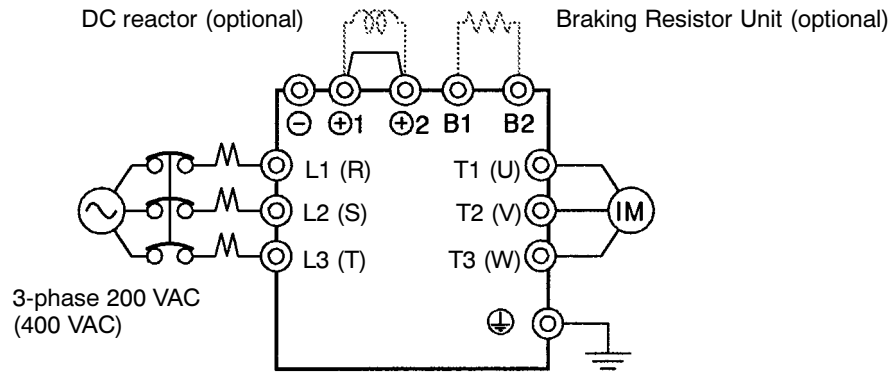 DC reactor (optional)
Braking Resistor Unit (optional)
⊖ ⊕1 ⊕2 B1 B2
L1 (R) T1 (U)
L2 (S) T2 (V) IM
L3 (T) T3 (W)
3-phase 200 VAC
(400 VAC)